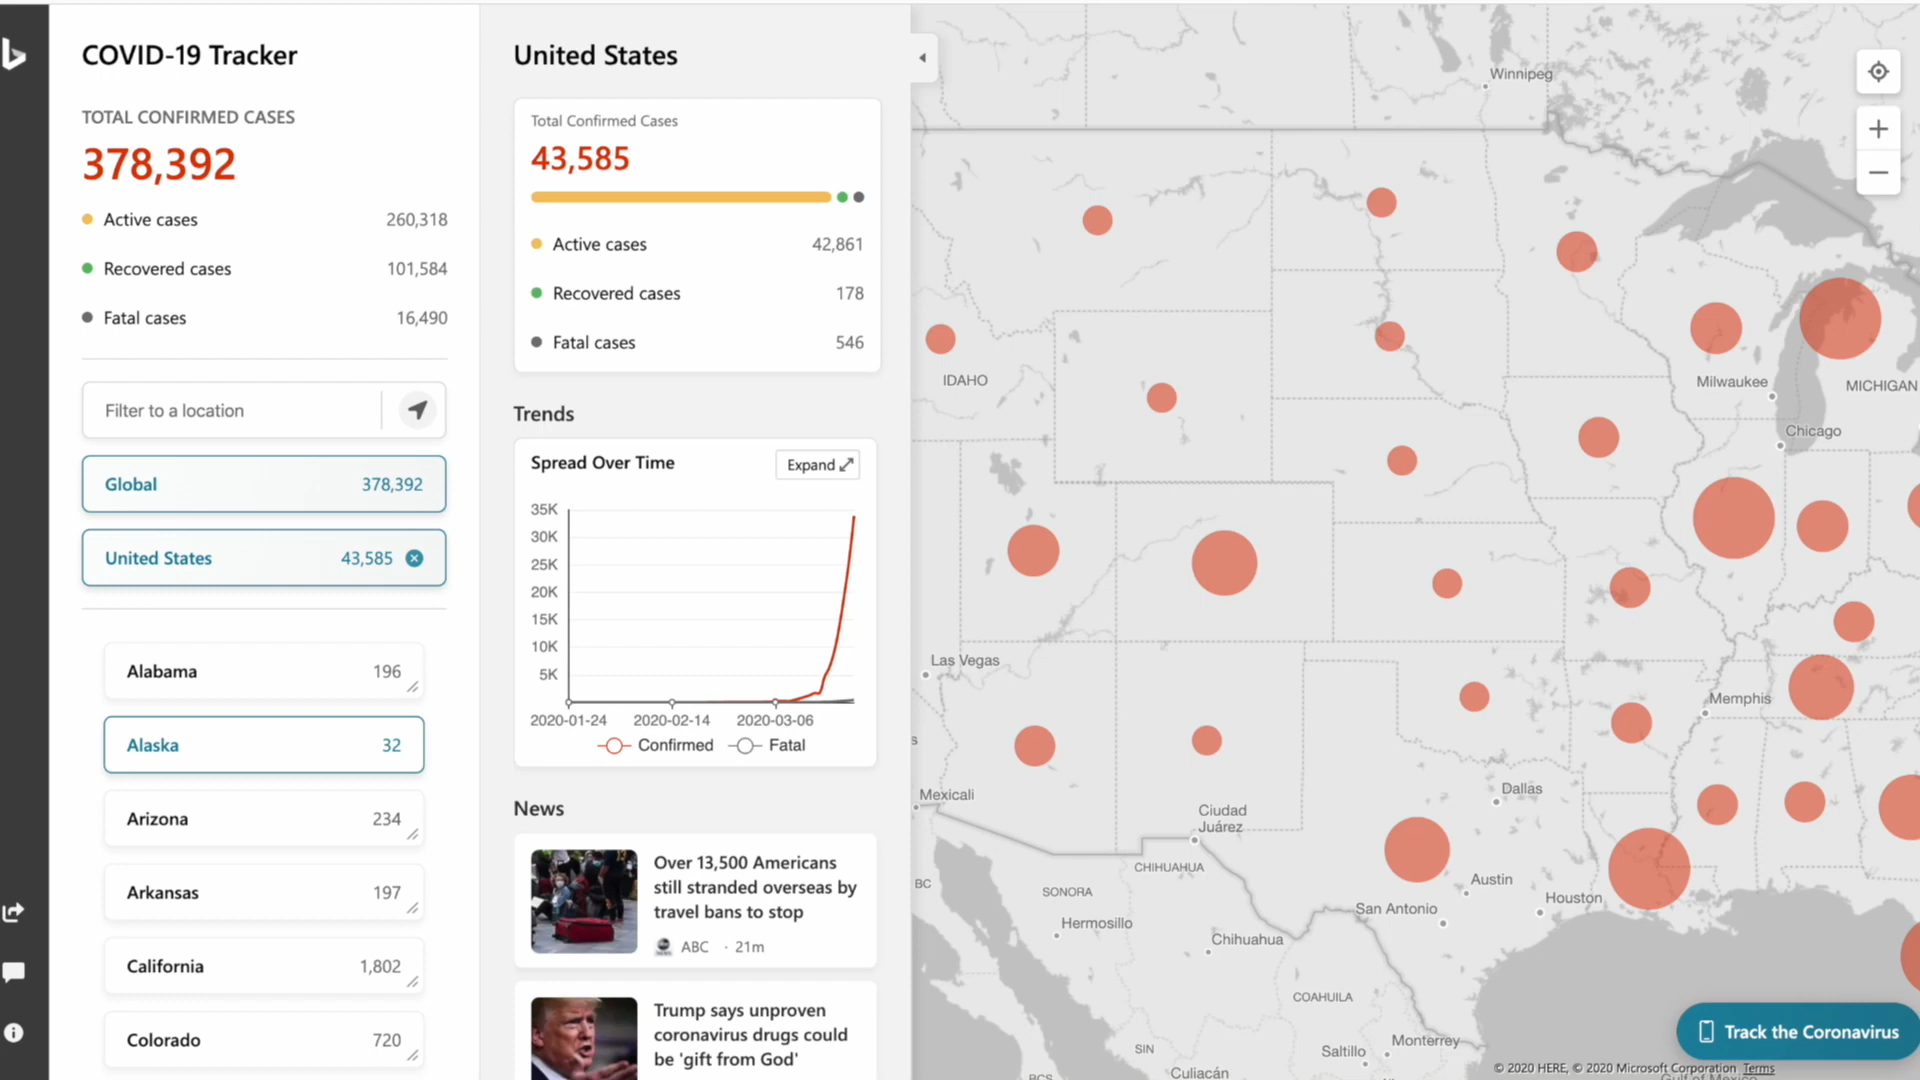 COVID-19 Tracker
TOTAL CONFIRMED CASES
378,392
Active cases 260,318
Recovered cases 101,584
Fatal cases 16,490
Filter to a location
Global 378,392
United States 43,585
Alabama 196
Alaska 32
Arizona 234
Arkansas 197
California 1,802
Colorado 720
United States
Total Confirmed Cases
43,585
Active cases 42,861
Recovered cases 178
Fatal cases 546
Trends
Spread Over Time
Expand
35K
30K
25K
20K
15K
10K
5K
2020-01-24 2020-02-14 2020-03-06
Confirmed Fatal
News
Over 13,500 Americans
still stranded overseas by
travel bans to stop
ABC · 21m
Trump says unproven
coronavirus drugs could
be 'gift from God'
Winnipeg
IDAHO
Milwaukee
MICHIGAN
Chicago
Las Vegas
Memphis
Mexicali
Dallas
Ciudad
Juárez
CHIHUAHUA
BC
SONORA
Austin
Houston
San Antonio
Hermosillo
Chihuahua
COAHUILA
Track the Coronavirus
Monterrey
SIN
Saltillo
© 2020 HERE, © 2020 Microsoft Corporation Terms
Culiacán
BCS
Gulf of Mexico